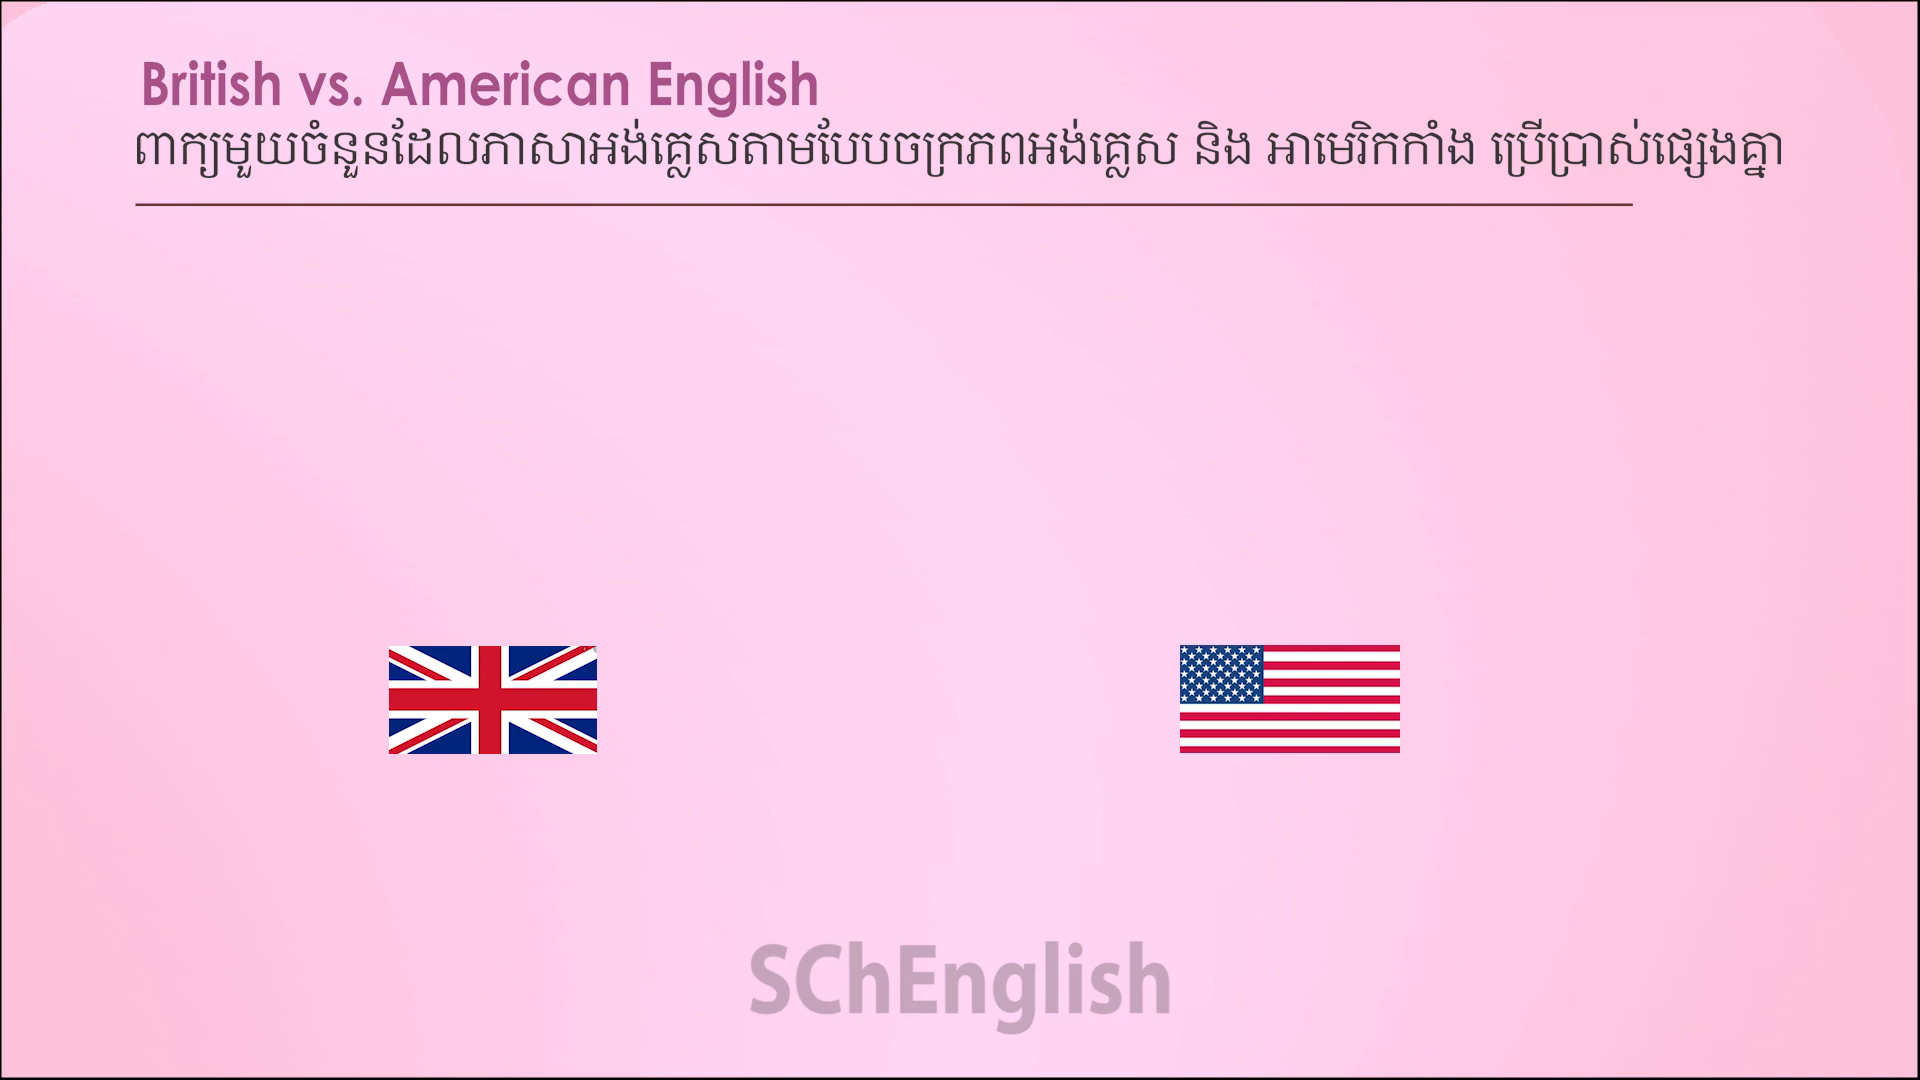 British vs. American English
ពាក្យមួយចំនួនដែលភាសាអង់គ្លេសតាមបែបចក្រភពអង់គ្លេស និង អាមេរិកកាំង ប្រើប្រាស់ផ្សេងគ្នា
SChEnglish